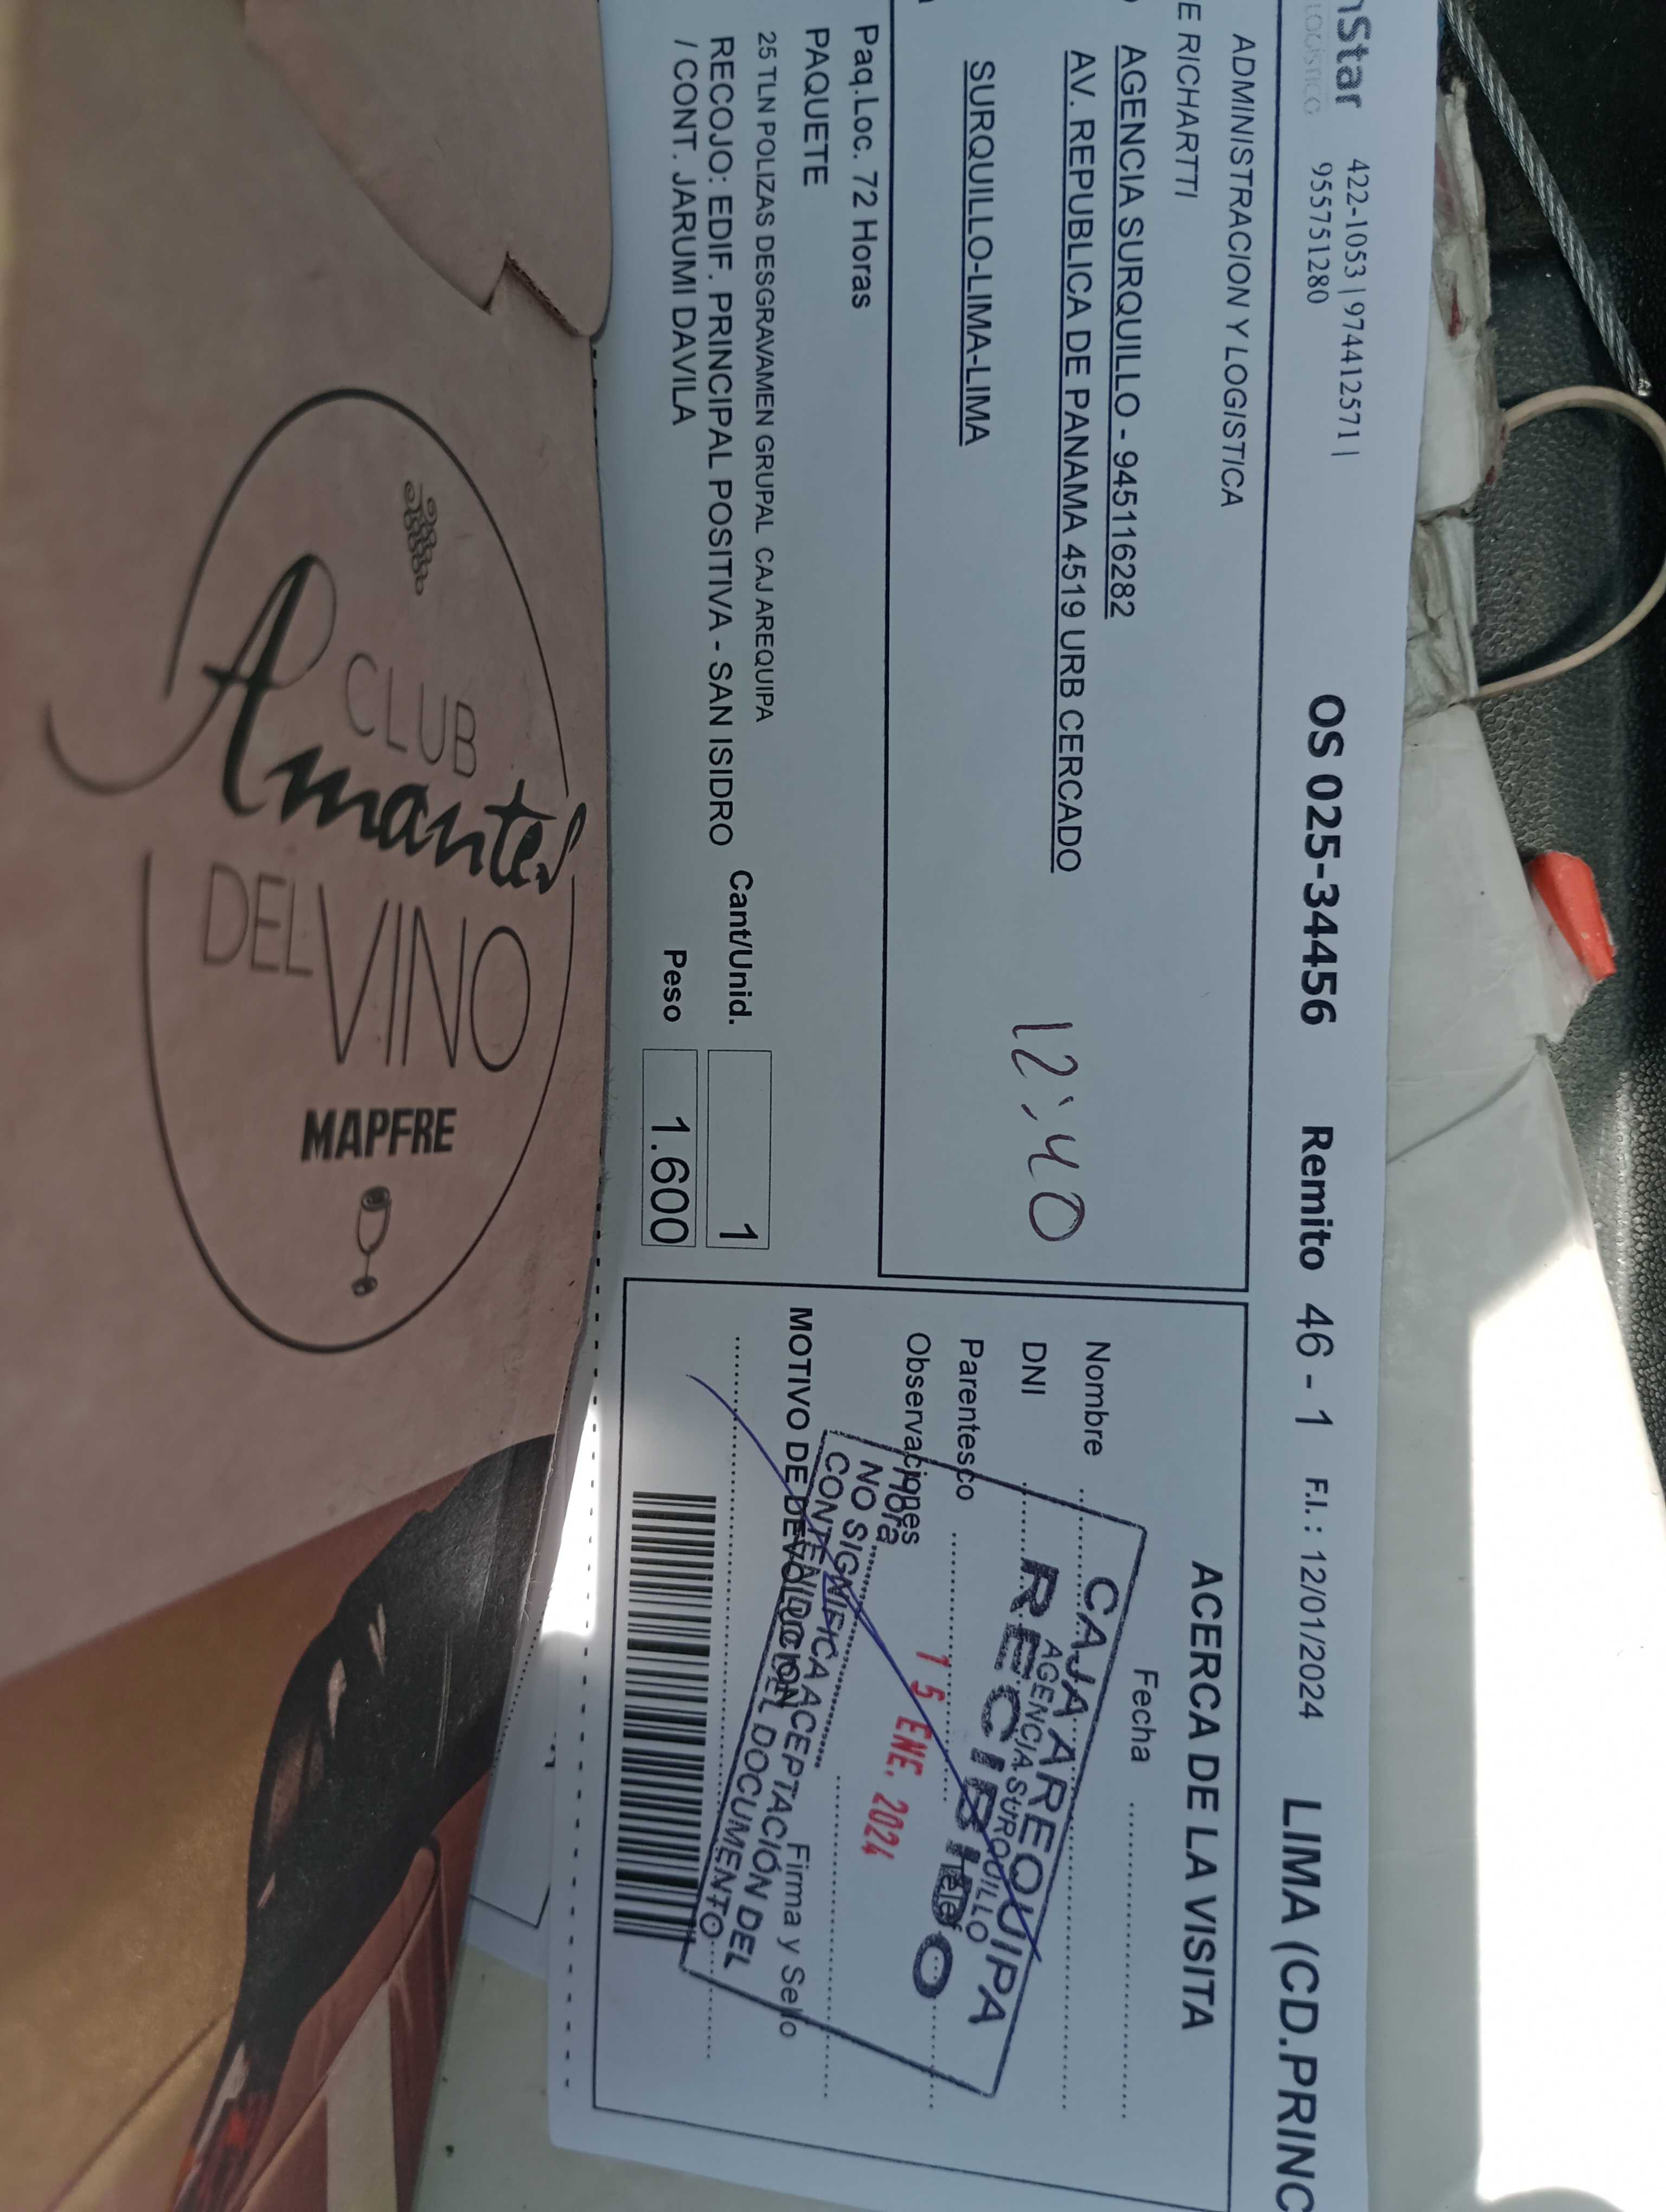 nStar 422-1053 | 974412571 |
LOGISTICO 955751280
OS 025-34456 Remito 46 - 1 F.I. : 12/01/2024 LIMA (CD.PRINC
ADMINISTRACION Y LOGISTICA
E RICHARTTI
AGENCIA SURQUILLO - 945116282
AV. REPUBLICA DE PANAMA 4519 URB CERCADO
SURQUILLO-LIMA-LIMA
12:40
Paq.Loc. 72 Horas
PAQUETE
25 TLN POLIZAS DESGRAVAMEN GRUPAL CAJ AREQUIPA
RECOJO: EDIF. PRINCIPAL POSITIVA - SAN ISIDRO
/ CONT. JARUMI DAVILA
Cant/Unid. 1
Peso 1.600
ACERCA DE LA VISITA
Fecha
Nombre
DNI
Parentesco
Telef
Observaciones
MOTIVO DE DEVOLUCION
Firma y Sello
CAJA AREQUIPA
AGENCIA SURQUILLO
RECIBIDO
15 ENE. 2024
Hora
NO SIGNIFICA ACEPTACIÓN DEL
CONTENIDO DEL DOCUMENTO
CLUB
Amantes
DEL VINO
MAPFRE